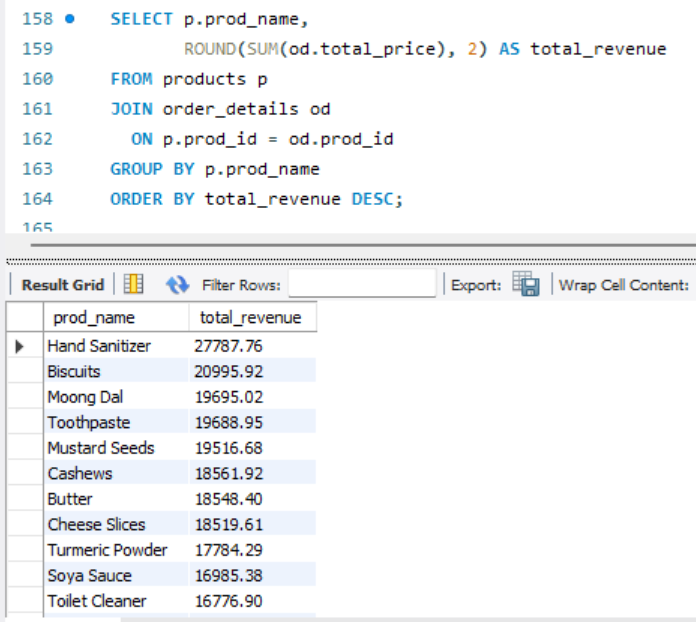 158 SELECT p.prod_name,
159 ROUND(SUM(od.total_price), 2) AS total_revenue
160 FROM products p
161 JOIN order_details od
162 ON p.prod_id = od.prod_id
163 GROUP BY p.prod_name
164 ORDER BY total_revenue DESC;
165
Result Grid Filter Rows: Export: Wrap Cell Content:
prod_name total_revenue
Hand Sanitizer 27787.76
Biscuits 20995.92
Moong Dal 19695.02
Toothpaste 19688.95
Mustard Seeds 19516.68
Cashews 18561.92
Butter 18548.40
Cheese Slices 18519.61
Turmeric Powder 17784.29
Soya Sauce 16985.38
Toilet Cleaner 16776.90